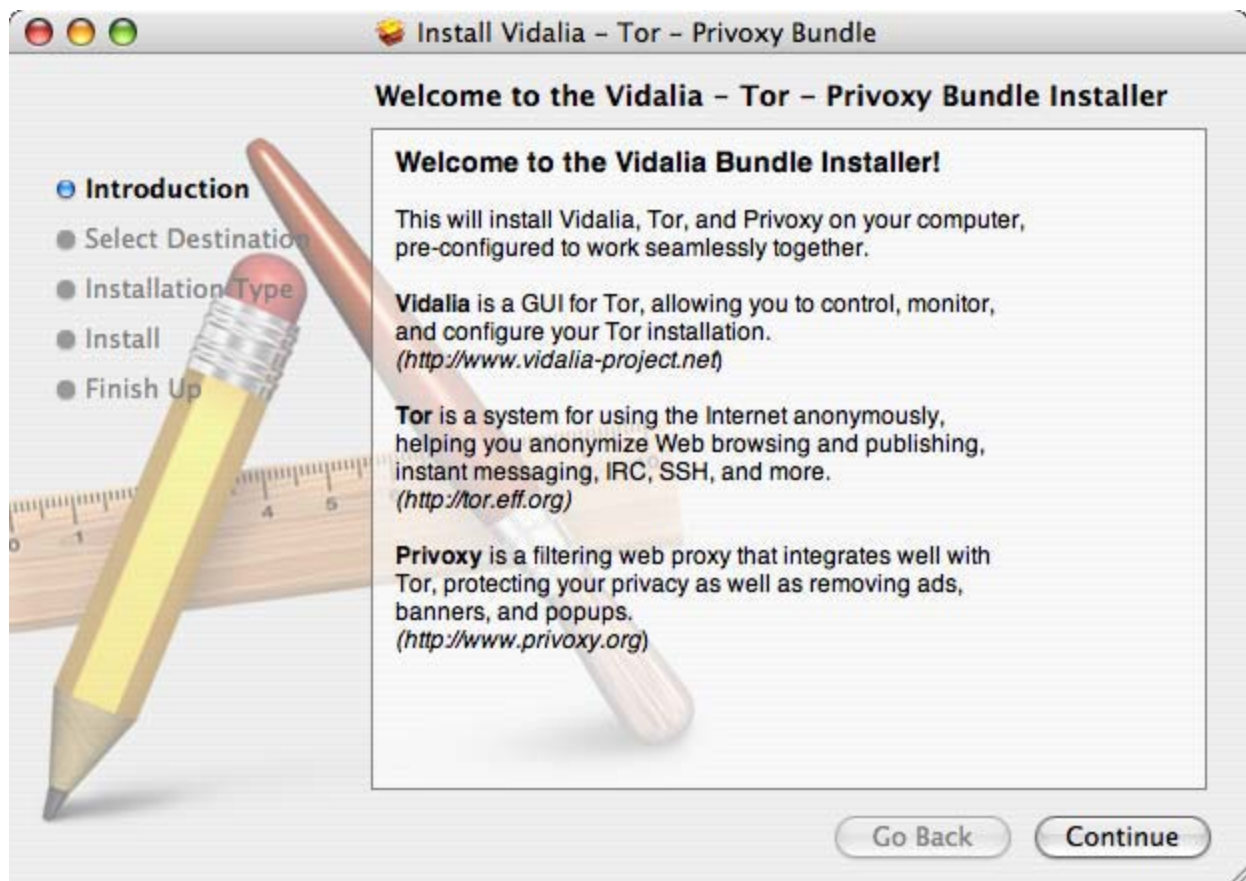 Install Vidalia – Tor – Privoxy Bundle
Welcome to the Vidalia – Tor – Privoxy Bundle Installer
Introduction
Select Destination
Installation Type
Install
Finish Up
Welcome to the Vidalia Bundle Installer!
This will install Vidalia, Tor, and Privoxy on your computer,
pre-configured to work seamlessly together.
Vidalia is a GUI for Tor, allowing you to control, monitor,
and configure your Tor installation.
(http://www.vidalia-project.net)
Tor is a system for using the Internet anonymously,
helping you anonymize Web browsing and publishing,
instant messaging, IRC, SSH, and more.
(http://tor.eff.org)
Privoxy is a filtering web proxy that integrates well with
Tor, protecting your privacy as well as removing ads,
banners, and popups.
(http://www.privoxy.org)
0 1 4 5 10
Go Back
Continue